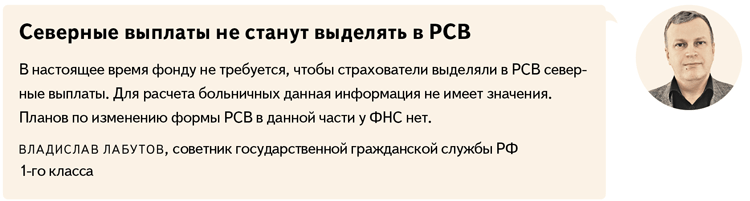 Северные выплаты не станут выделять в РСВ
В настоящее время фонду не требуется, чтобы страхователи выделяли в РСВ север-
ные выплаты. Для расчета больничных данная информация не имеет значения.
Планов по изменению формы РСВ в данной части у ФНС нет.
ВЛАДИСЛАВ ЛАБУТОВ, советник государственной гражданской службы РФ
1-го класса